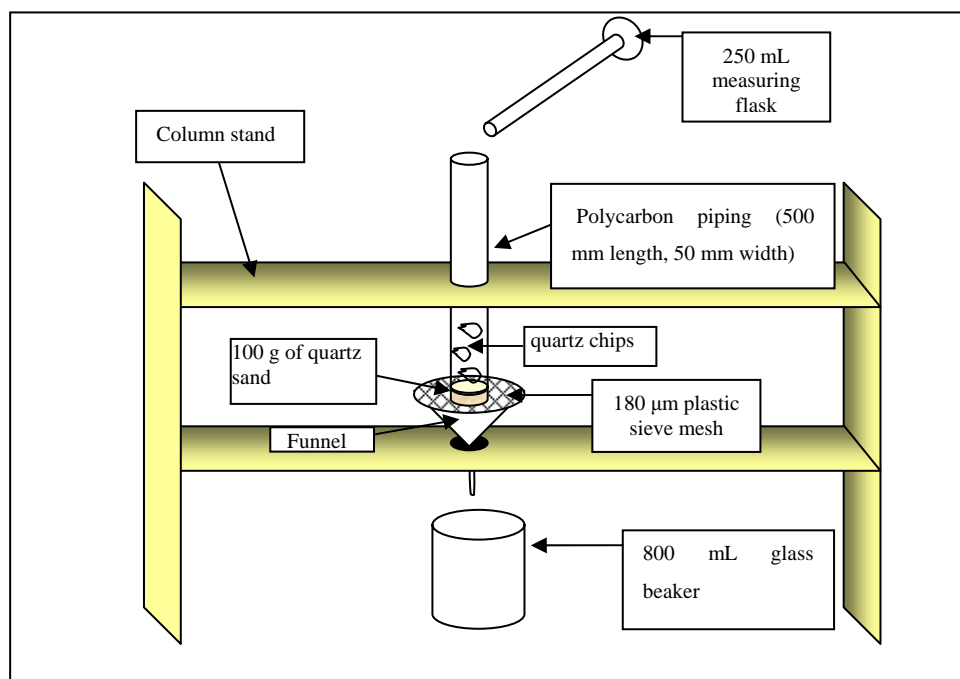 250 mL
measuring
flask
Column stand
Polycarbon piping (500
mm length, 50 mm width)
100 g of quartz
sand
quartz chips
180 μm plastic
sieve mesh
Funnel
800 mL glass
beaker